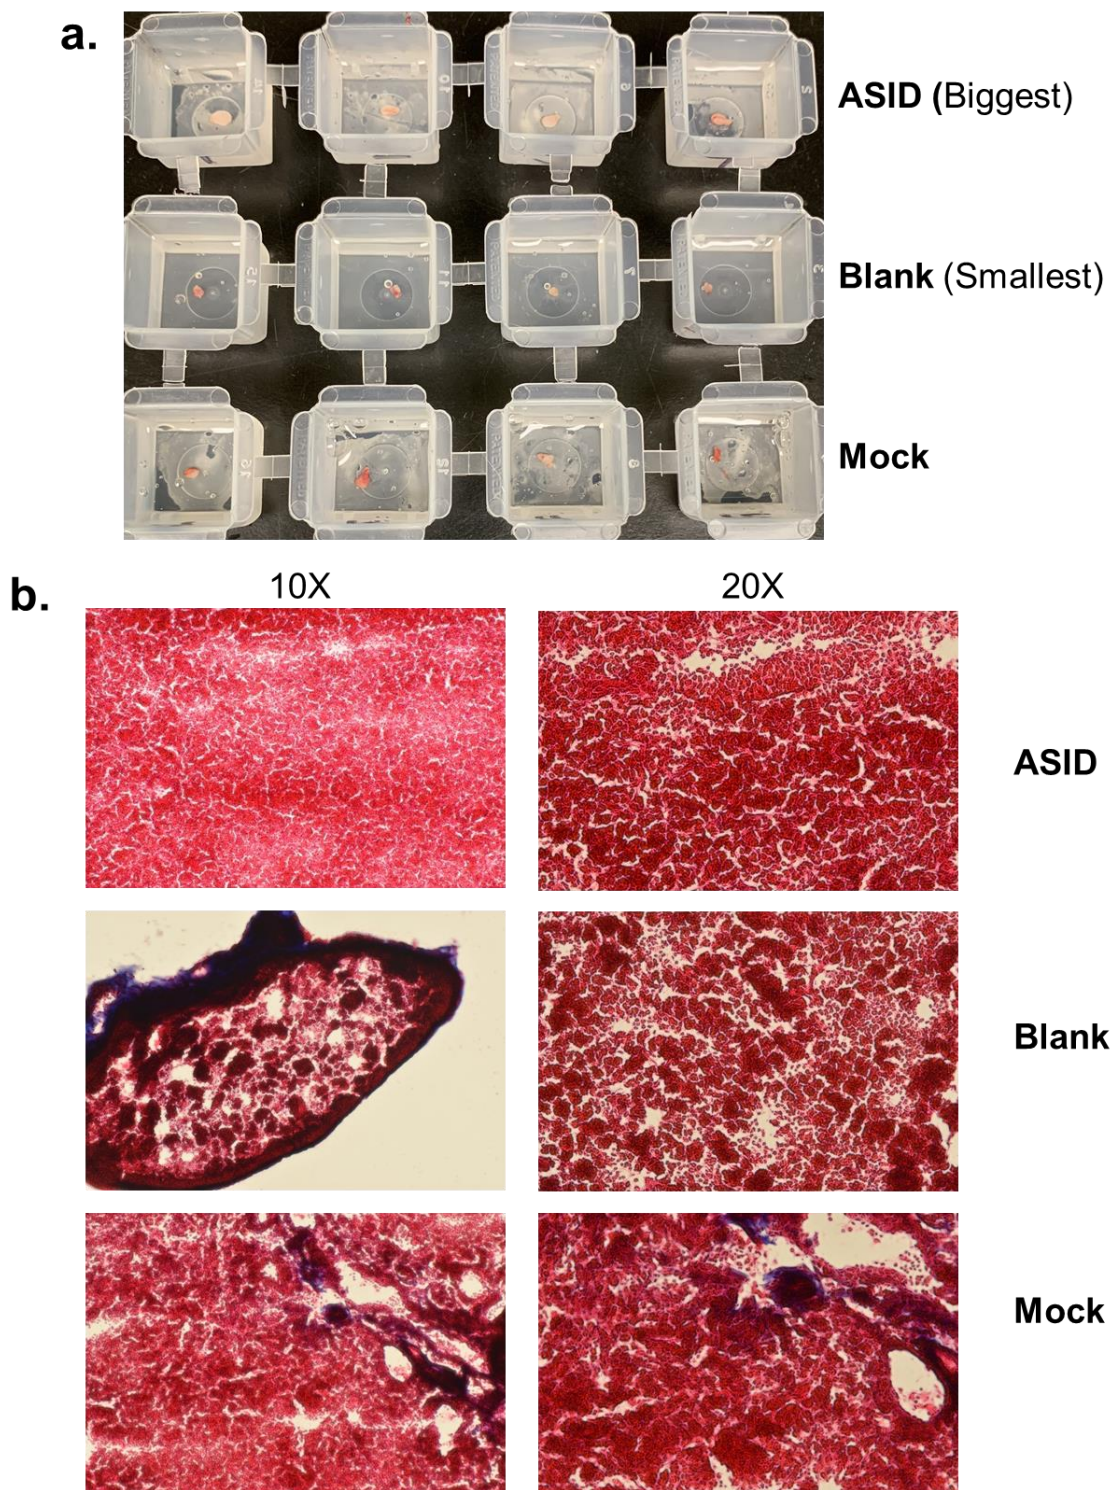 a.
ASID (Biggest)
Blank (Smallest)
Mock
b.
10X
20X
ASID
Blank
Mock